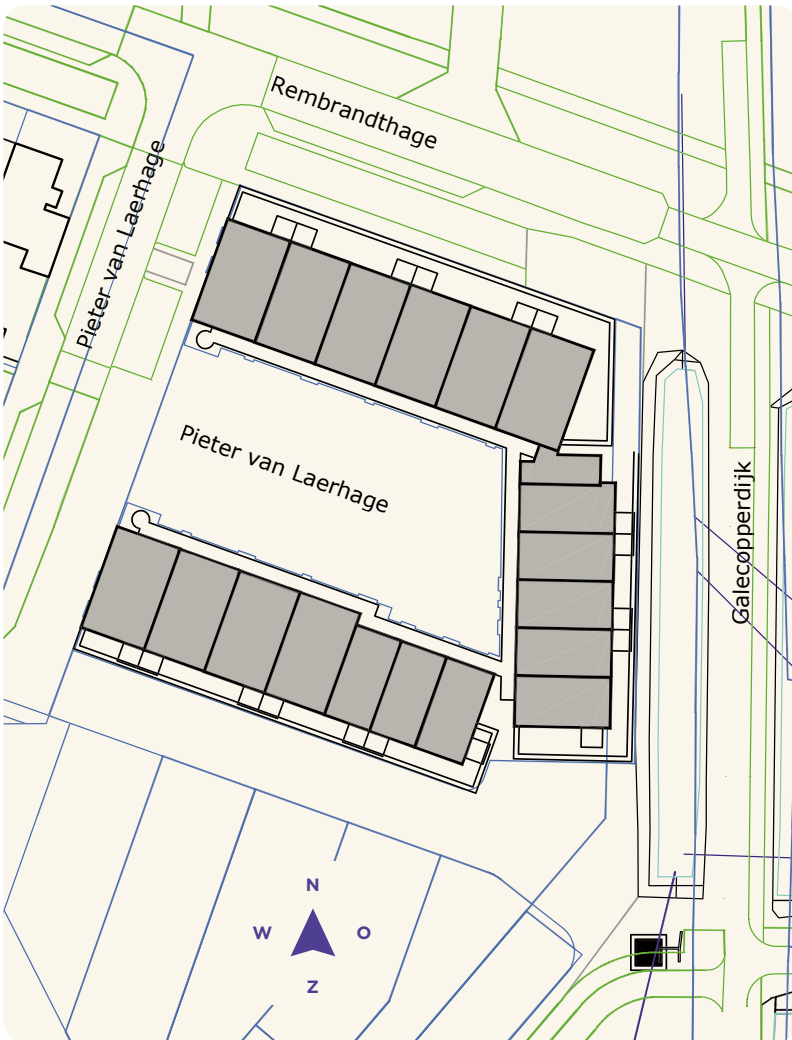 Rembrandthage
Pieter van Laerhage
Pieter van Laerhage
Galecopperdijk
N
W O
Z